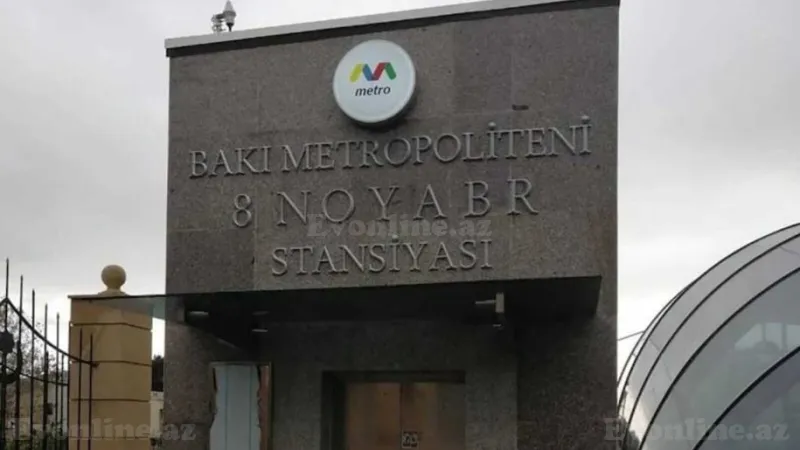 metro
BAKI METROPOLİTENİ
8 NOYABR
STANSİYASI
Evonline.az
Evonline.az
Evonline.az